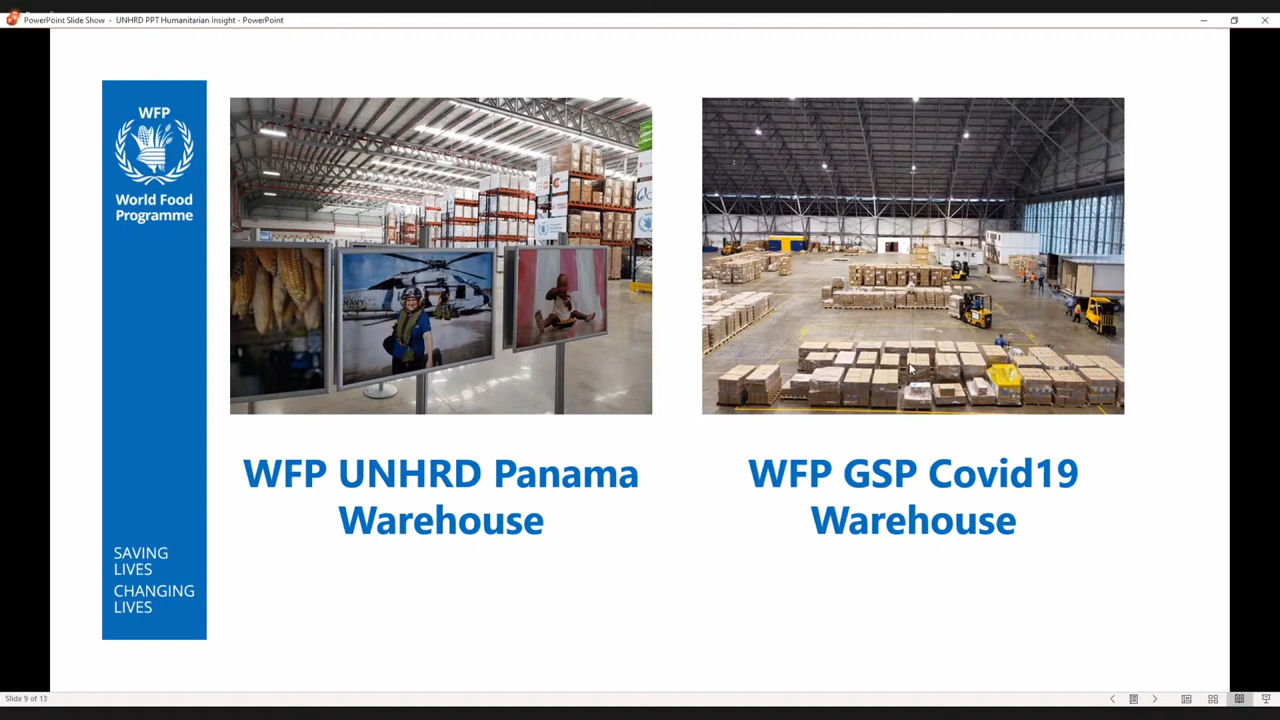 PowerPoint Slide Show - UNHRD PPT Humanitarian Insight - PowerPoint
WFP
World Food
Programme
NAVY
WFP UNHRD Panama
Warehouse
WFP GSP Covid19
Warehouse
SAVING
LIVES
CHANGING
LIVES
Slide 9 of 13